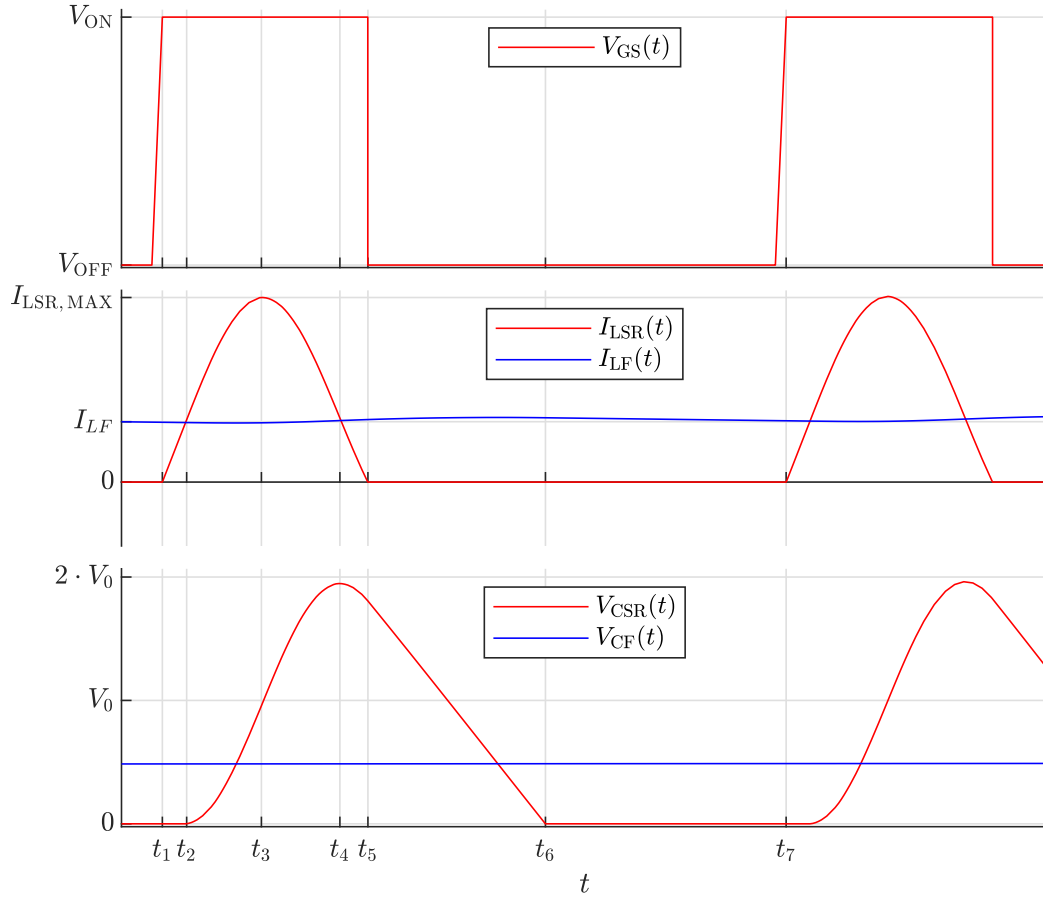 V_ON
V_GS(t)
V_OFF
I_LSR, MAX
I_LSR(t)
I_LF(t)
I_LF
0
2 · V_0
V_CSR(t)
V_CF(t)
V_0
0
t_1 t_2 t_3 t_4 t_5 t_6 t_7
t